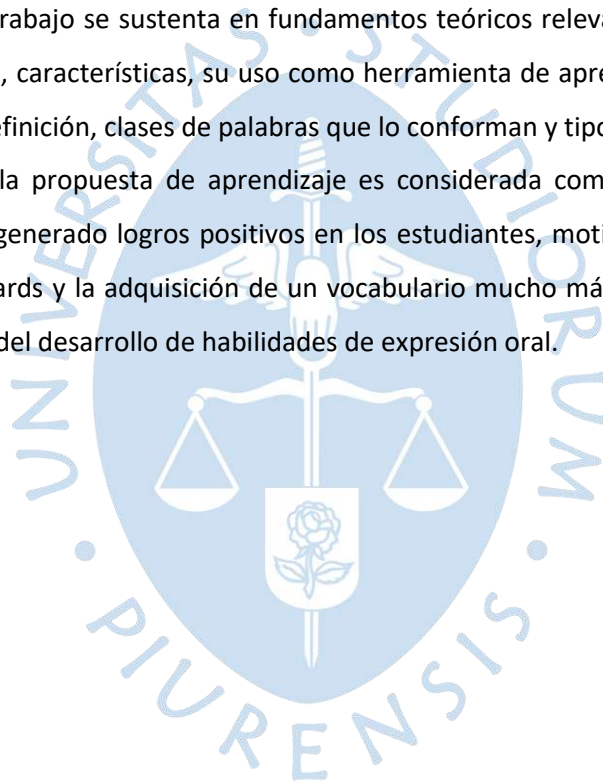 rabajo se sustenta en fundamentos teóricos releva
, características, su uso como herramienta de apre
efinición, clases de palabras que lo conforman y tipo
la propuesta de aprendizaje es considerada com
generado logros positivos en los estudiantes, moti
ards y la adquisición de un vocabulario mucho má
del desarrollo de habilidades de expresión oral.
UNIVERSITAS • STUDIORUM • PIURENSIS •